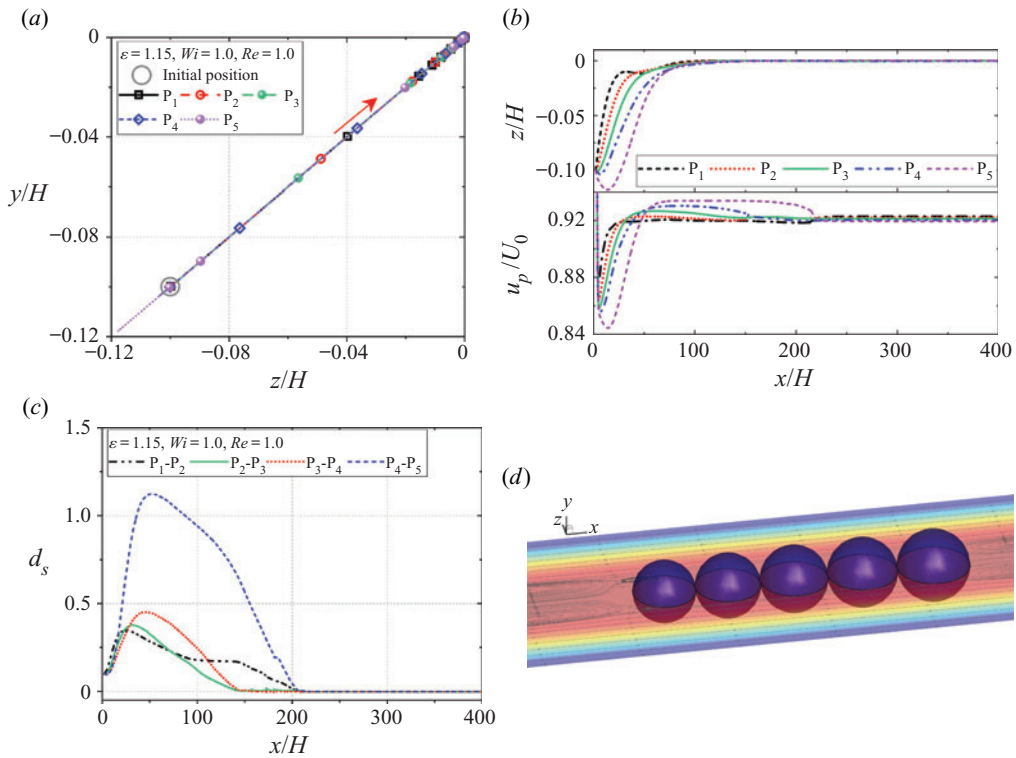 (a)
0
−0.04
y/H
−0.08
−0.12
ε = 1.15, Wi = 1.0, Re = 1.0
Initial position
P1 P2 P3
P4 P5
−0.12 −0.08 −0.04 0
z/H
(b)
0
−0.05
−0.10
z/H
P1 P2 P3 P4 P5
0.92
0.88
0.84
up/U0
0 100 200 300 400
x/H
(c)
1.5
1.0
ds
0.5
0
ε = 1.15, Wi = 1.0, Re = 1.0
P1-P2 P2-P3 P3-P4 P4-P5
0 100 200 300 400
x/H
(d)
y
z x